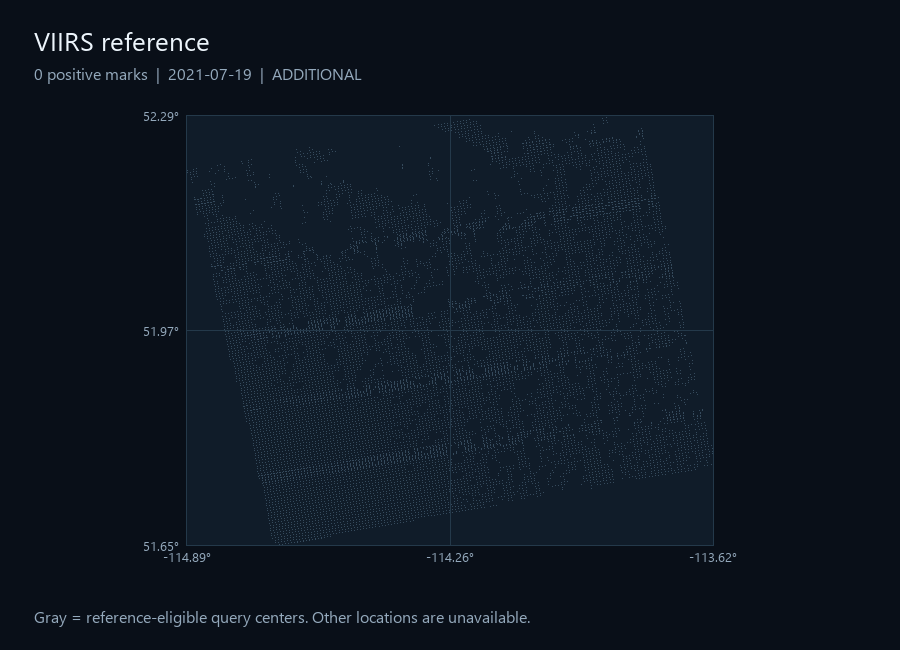 VIIRS reference
0 positive marks | 2021-07-19 | ADDITIONAL
52.29°
51.97°
51.65°
-114.89°
-114.26°
-113.62°
Gray = reference-eligible query centers. Other locations are unavailable.